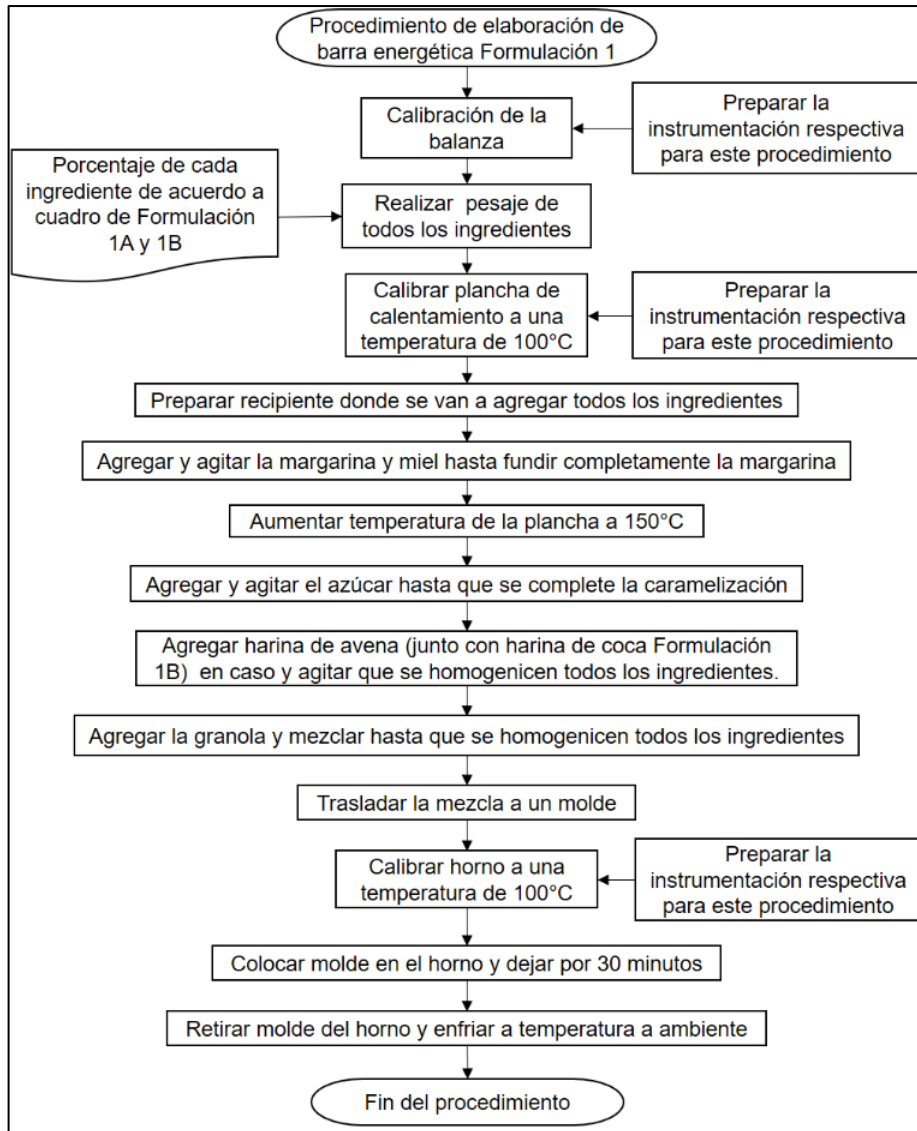 Procedimiento de elaboración de
barra energética Formulación 1
Calibración de la
balanza
Preparar la
instrumentación respectiva
para este procedimiento
Porcentaje de cada
ingrediente de acuerdo a
cuadro de Formulación
1A y 1B
Realizar pesaje de
todos los ingredientes
Calibrar plancha de
calentamiento a una
temperatura de 100°C
Preparar la
instrumentación respectiva
para este procedimiento
Preparar recipiente donde se van a agregar todos los ingredientes
Agregar y agitar la margarina y miel hasta fundir completamente la margarina
Aumentar temperatura de la plancha a 150°C
Agregar y agitar el azúcar hasta que se complete la caramelización
Agregar harina de avena (junto con harina de coca Formulación
1B) en caso y agitar que se homogenicen todos los ingredientes.
Agregar la granola y mezclar hasta que se homogenicen todos los ingredientes
Trasladar la mezcla a un molde
Calibrar horno a una
temperatura de 100°C
Preparar la
instrumentación respectiva
para este procedimiento
Colocar molde en el horno y dejar por 30 minutos
Retirar molde del horno y enfriar a temperatura a ambiente
Fin del procedimiento